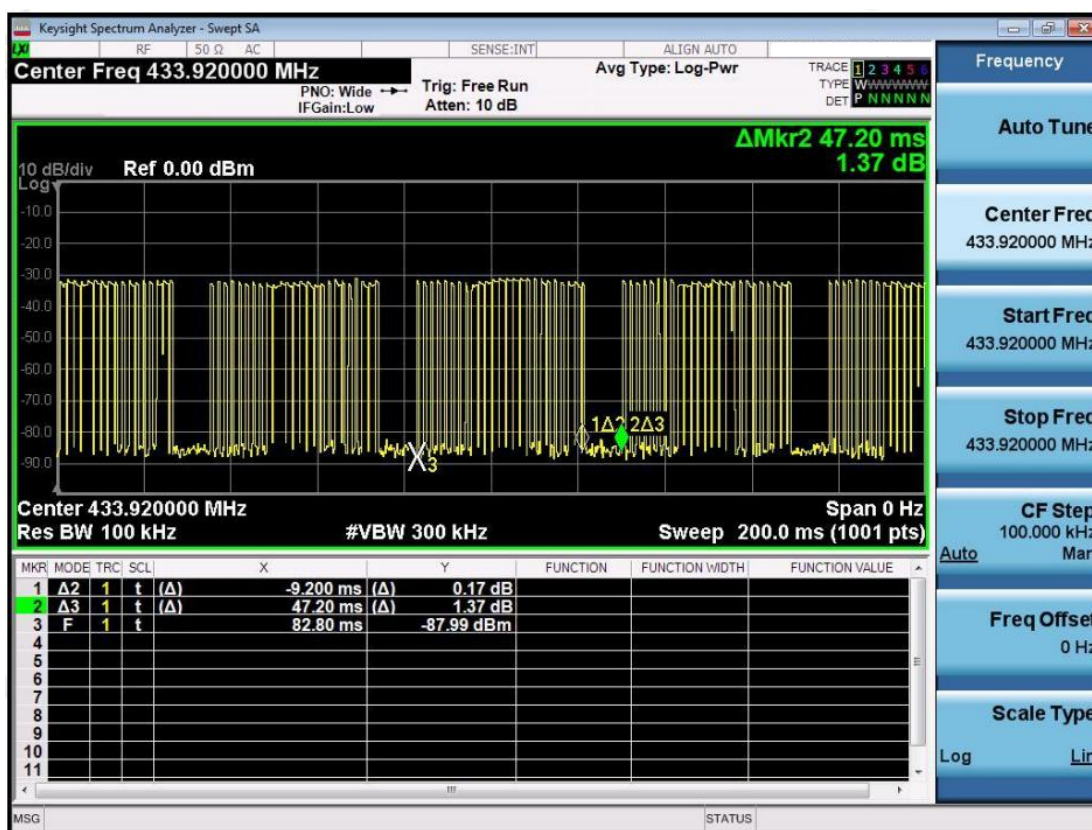 Keysight Spectrum Analyzer - Swept SA
LXI RF 50 Ω AC SENSE:INT ALIGN AUTO
Center Freq 433.920000 MHz
PNO: Wide
IFGain:Low
Trig: Free Run
Atten: 10 dB
Avg Type: Log-Pwr
TRACE 1 2 3 4 5 6
TYPE WWWWWW
DET P N N N N N
ΔMkr2 47.20 ms
1.37 dB
10 dB/div Ref 0.00 dBm
Log
-10.0
-20.0
-30.0
-40.0
-50.0
-60.0
-70.0
-80.0
-90.0
1Δ2 2Δ3
3
Center 433.920000 MHz Span 0 Hz
Res BW 100 kHz #VBW 300 kHz Sweep 200.0 ms (1001 pts)
MKR MODE TRC SCL X Y FUNCTION FUNCTION WIDTH FUNCTION VALUE
1 Δ2 1 t (Δ) -9.200 ms (Δ) 0.17 dB
2 Δ3 1 t (Δ) 47.20 ms (Δ) 1.37 dB
3 F 1 t 82.80 ms -87.99 dBm
4
5
6
7
8
9
10
11
MSG STATUS
Frequency
Auto Tune
Center Freq
433.920000 MHz
Start Freq
433.920000 MHz
Stop Freq
433.920000 MHz
CF Step
100.000 kHz
Auto Man
Freq Offset
0 Hz
Scale Type
Log Lin